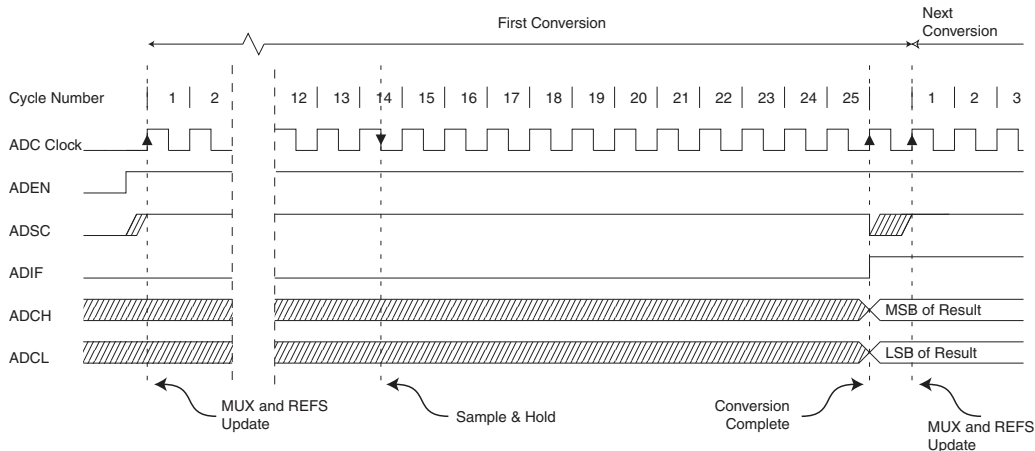 First Conversion
Next
Conversion
Cycle Number 1 2 12 13 14 15 16 17 18 19 20 21 22 23 24 25 1 2 3
ADC Clock
ADEN
ADSC
ADIF
ADCH MSB of Result
ADCL LSB of Result
MUX and REFS
Update
Sample & Hold
Conversion
Complete
MUX and REFS
Update